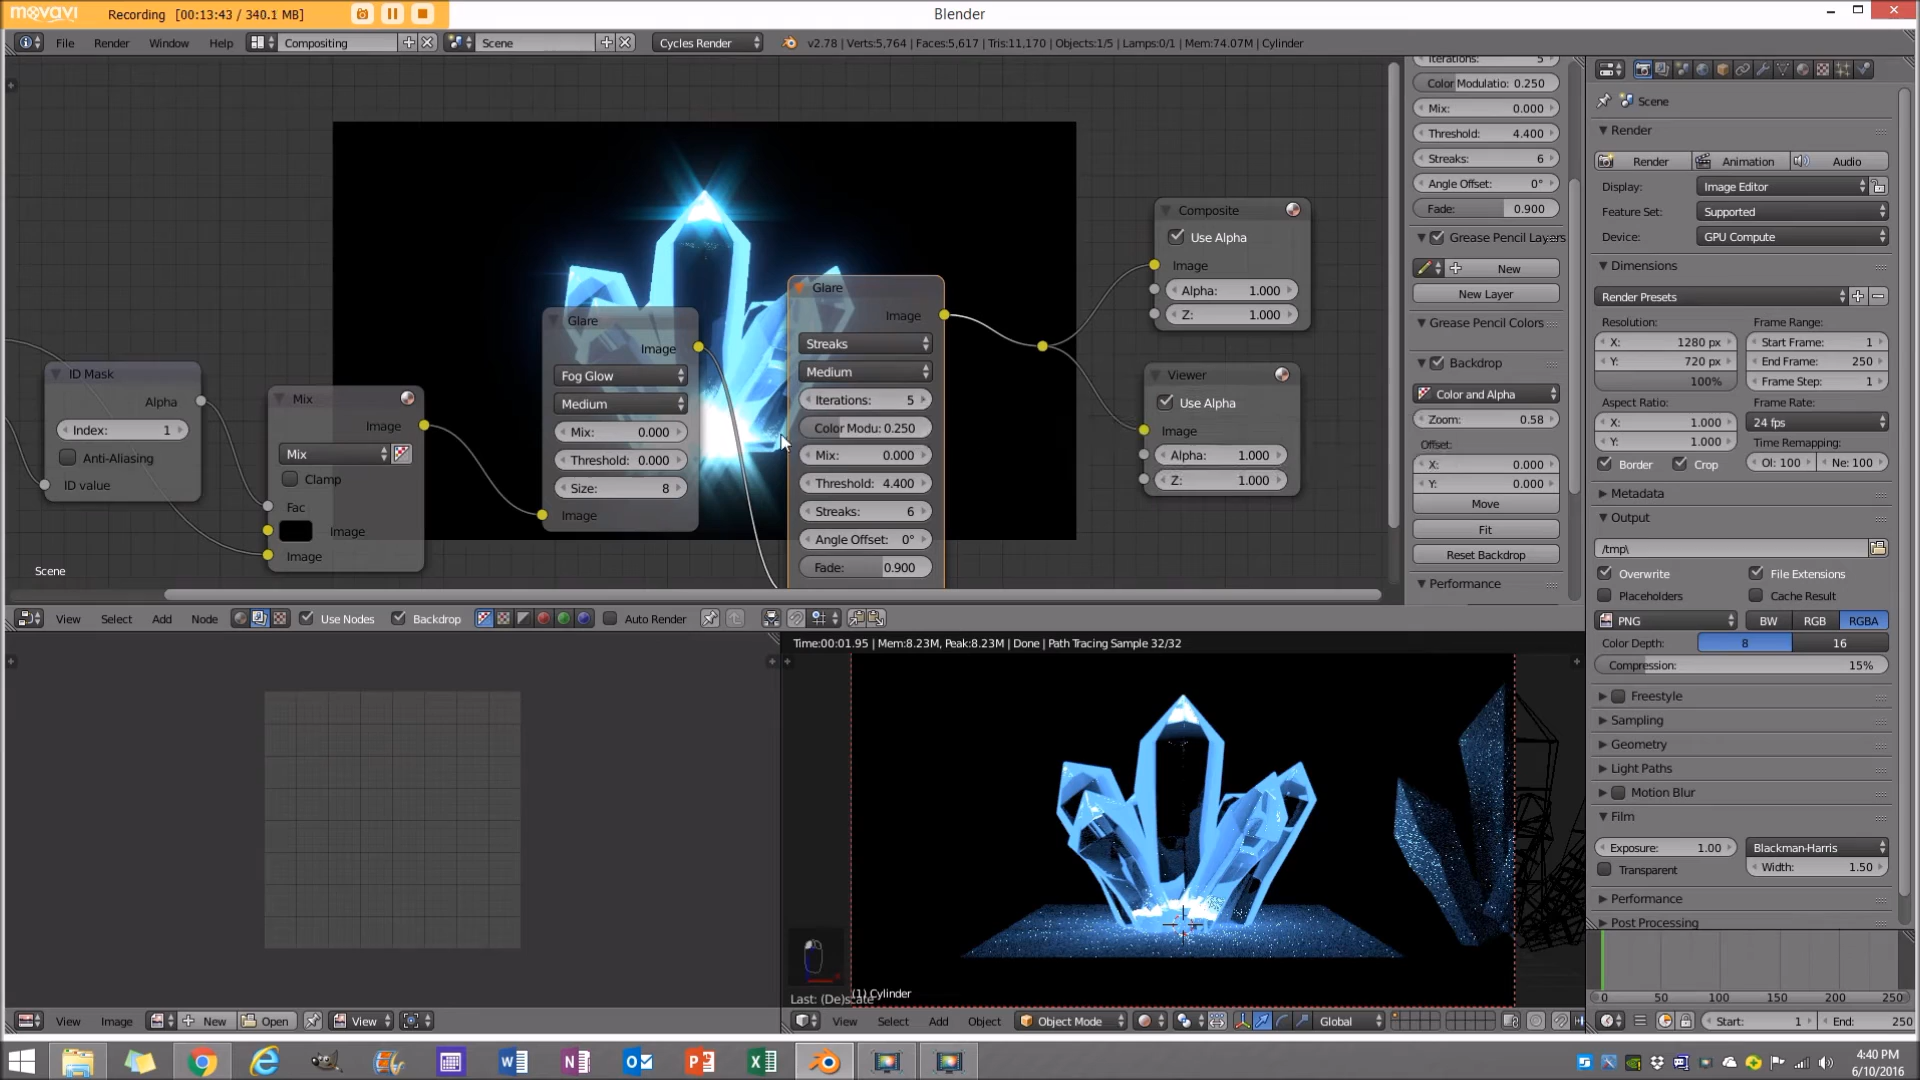 movavi Recording [00:13:43 / 340.1 MB] Blender
File Render Window Help Compositing Scene Cycles Render v2.78 | Verts:5,764 | Faces:5,617 | Tris:11,170 | Objects:1/5 | Lamps:0/1 | Mem:74.07M | Cylinder
ID Mask
Alpha
Index: 1
Anti-Aliasing
ID value
Mix
Image
Mix
Clamp
Fac
Image
Image
Glare
Image
Fog Glow
Medium
Mix: 0.000
Threshold: 0.000
Size: 8
Image
Glare
Image
Streaks
Medium
Iterations: 5
Color Modu: 0.250
Mix: 0.000
Threshold: 4.400
Streaks: 6
Angle Offset: 0°
Fade: 0.900
Composite
Use Alpha
Image
Alpha: 1.000
Z: 1.000
Viewer
Use Alpha
Image
Alpha: 1.000
Z: 1.000
Scene
Iterations: 5
Color Modulatio: 0.250
Mix: 0.000
Threshold: 4.400
Streaks: 6
Angle Offset: 0°
Fade: 0.900
Grease Pencil Layers
New
New Layer
Grease Pencil Colors
Backdrop
Color and Alpha
Zoom: 0.58
Offset:
X: 0.000
Y: 0.000
Move
Fit
Reset Backdrop
Performance
Scene
Render
Render Animation Audio
Display: Image Editor
Feature Set: Supported
Device: GPU Compute
Dimensions
Render Presets
Resolution: Frame Range:
X: 1280 px Start Frame: 1
Y: 720 px End Frame: 250
100% Frame Step: 1
Aspect Ratio: Frame Rate:
X: 1.000 24 fps
Y: 1.000 Time Remapping:
Border Crop Ol: 100 Ne: 100
Metadata
Output
/tmp\
Overwrite File Extensions
Placeholders Cache Result
PNG BW RGB RGBA
Color Depth: 8 16
Compression: 15%
Freestyle
Sampling
Geometry
Light Paths
Motion Blur
Film
Exposure: 1.00 Blackman-Harris
Transparent Width: 1.50
Performance
Post Processing
View Select Add Node Use Nodes Backdrop Auto Render
Time:00:01.95 | Mem:8.23M, Peak:8.23M | Done | Path Tracing Sample 32/32
(1) Cylinder
Last: (De)s
View Image New Open View
View Select Add Object Object Mode Global
0 50 100 150 200 250
Start: 1 End: 250
4:40 PM
6/10/2016